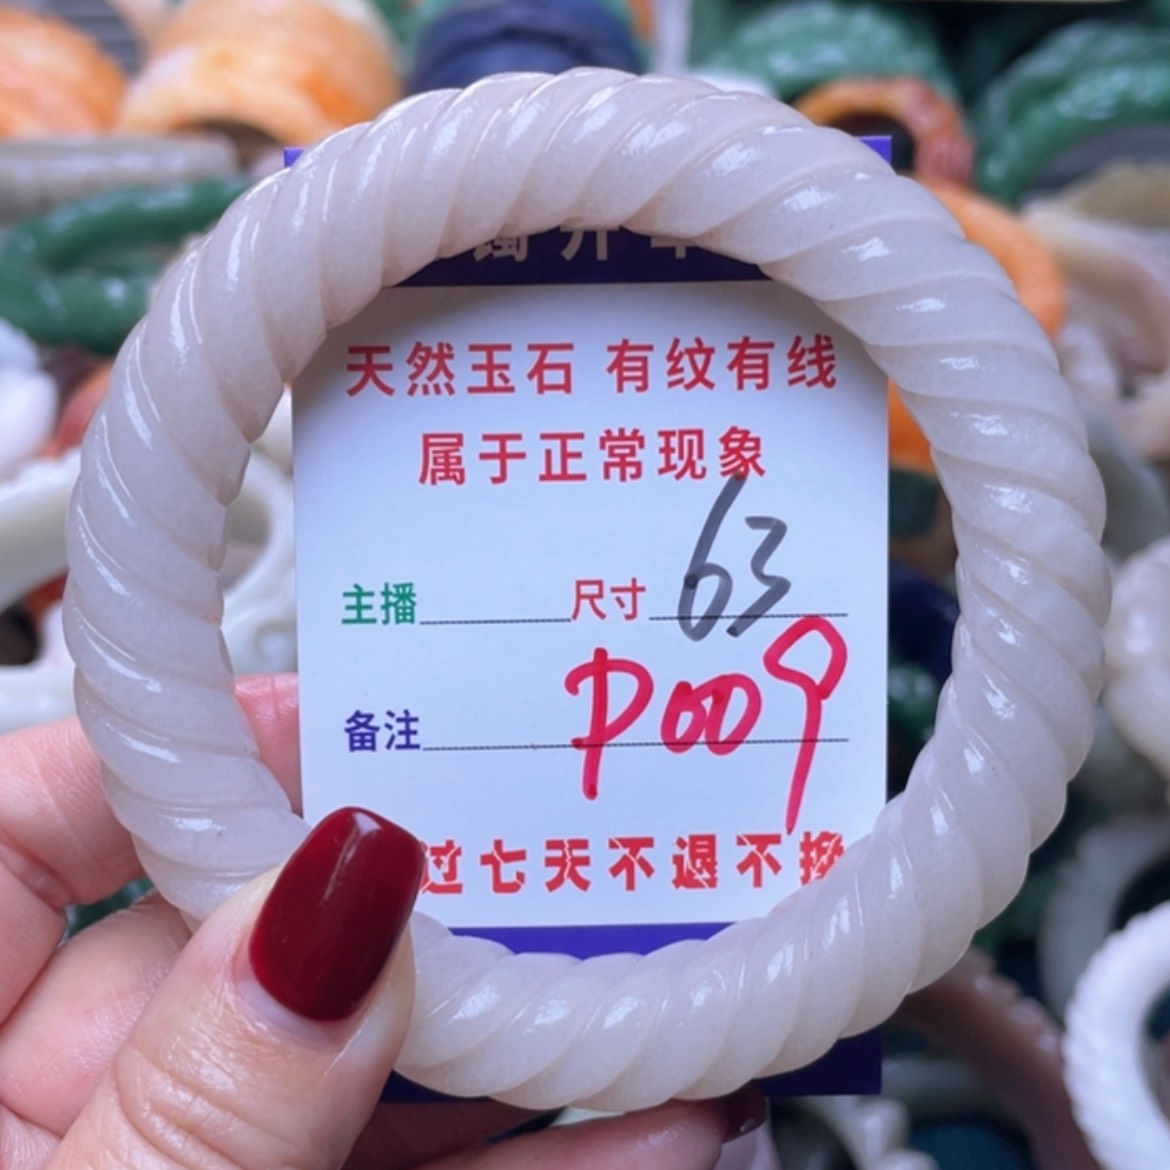 天然玉石 有纹有线
属于正常现象
主播 尺寸 63
备注 P009
过七天不退不换